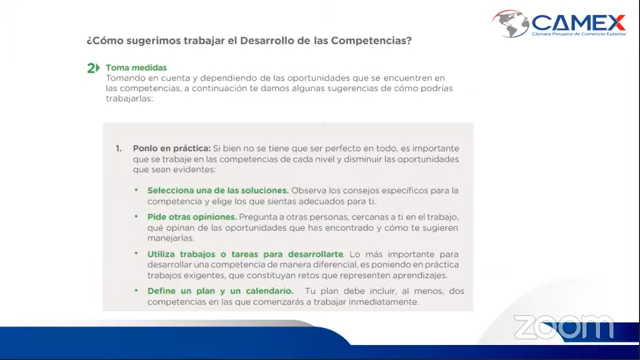 CAMEX
Cámara Peruana de Comercio Exterior
¿Cómo sugerimos trabajar el Desarrollo de las Competencias?
2 Toma medidas
Tomando en cuenta y dependiendo de las oportunidades que se encuentren en
las competencias, a continuación te damos algunas sugerencias de cómo podrías
trabajarlas:
1. Ponlo en práctica: Si bien no se tiene que ser perfecto en todo, es importante
que se trabaje en las competencias de cada nivel y disminuir las oportunidades
que sean evidentes:
• Selecciona una de las soluciones. Observa los consejos específicos para la
competencia y elige los que sientas adecuados para ti.
• Pide otras opiniones. Pregunta a otras personas, cercanas a ti en el trabajo,
qué opinan de las oportunidades que has encontrado y cómo te sugieren
manejarlas.
• Utiliza trabajos o tareas para desarrollarte. Lo más importante para
desarrollar una competencia de manera diferencial, es poniendo en práctica
trabajos exigentes, que constituyan retos que representen aprendizajes.
• Define un plan y un calendario. Tu plan debe incluir, al menos, dos
competencias en las que comenzarás a trabajar inmediatamente.
zoom